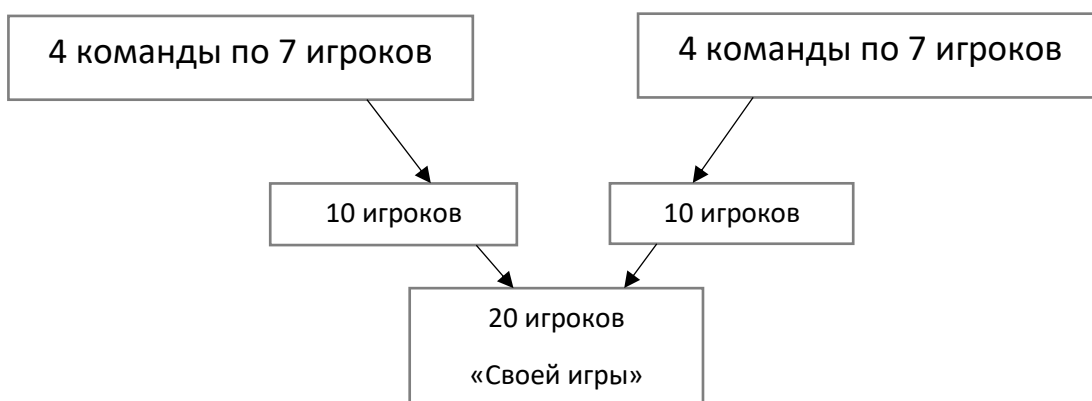 4 команды по 7 игроков
4 команды по 7 игроков
10 игроков
10 игроков
20 игроков
«Своей игры»